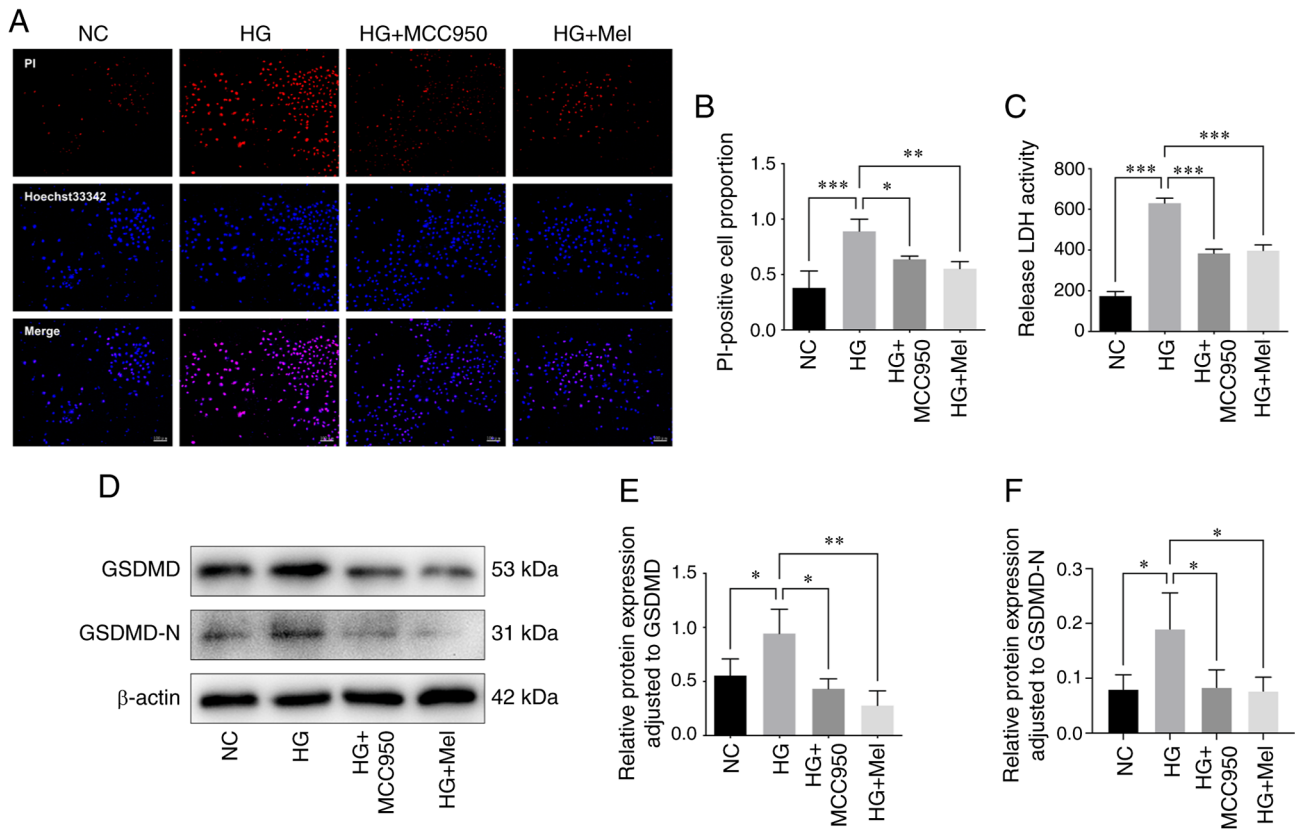 A
NC HG HG+MCC950 HG+Mel
PI
Hoechst33342
Merge
B
PI-positive cell proportion
1.5
1.0
0.5
0.0
***
*
**
NC
HG
HG+
MCC950
HG+Mel
C
Release LDH activity
800
600
400
200
0
***
***
***
NC
HG
HG+
MCC950
HG+Mel
D
GSDMD 53 kDa
GSDMD-N 31 kDa
β-actin 42 kDa
NC
HG
HG+
MCC950
HG+Mel
E
Relative protein expression
adjusted to GSDMD
1.5
1.0
0.5
0.0
*
*
**
NC
HG
HG+
MCC950
HG+Mel
F
Relative protein expression
adjusted to GSDMD-N
0.3
0.2
0.1
0.0
*
*
*
NC
HG
HG+
MCC950
HG+Mel